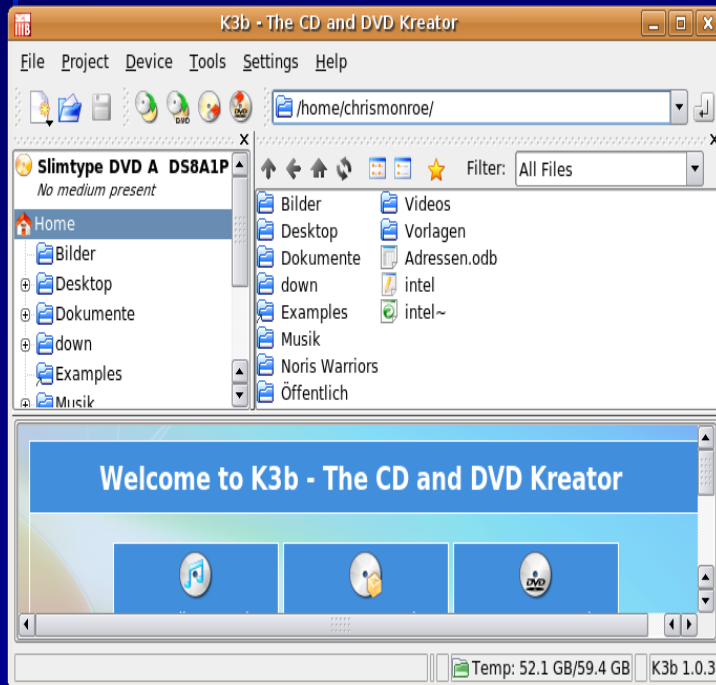 K3b - The CD and DVD Kreator
File Project Device Tools Settings Help
/home/chrismonroe/
Slimtype DVD A DS8A1P
No medium present
Home
Bilder
Desktop
Dokumente
down
Examples
Musik
Filter: All Files
Bilder
Desktop
Dokumente
down
Examples
Musik
Noris Warriors
Öffentlich
Videos
Vorlagen
Adressen.odb
intel
intel~
Welcome to K3b - The CD and DVD Kreator
DVD
Temp: 52.1 GB/59.4 GB K3b 1.0.3